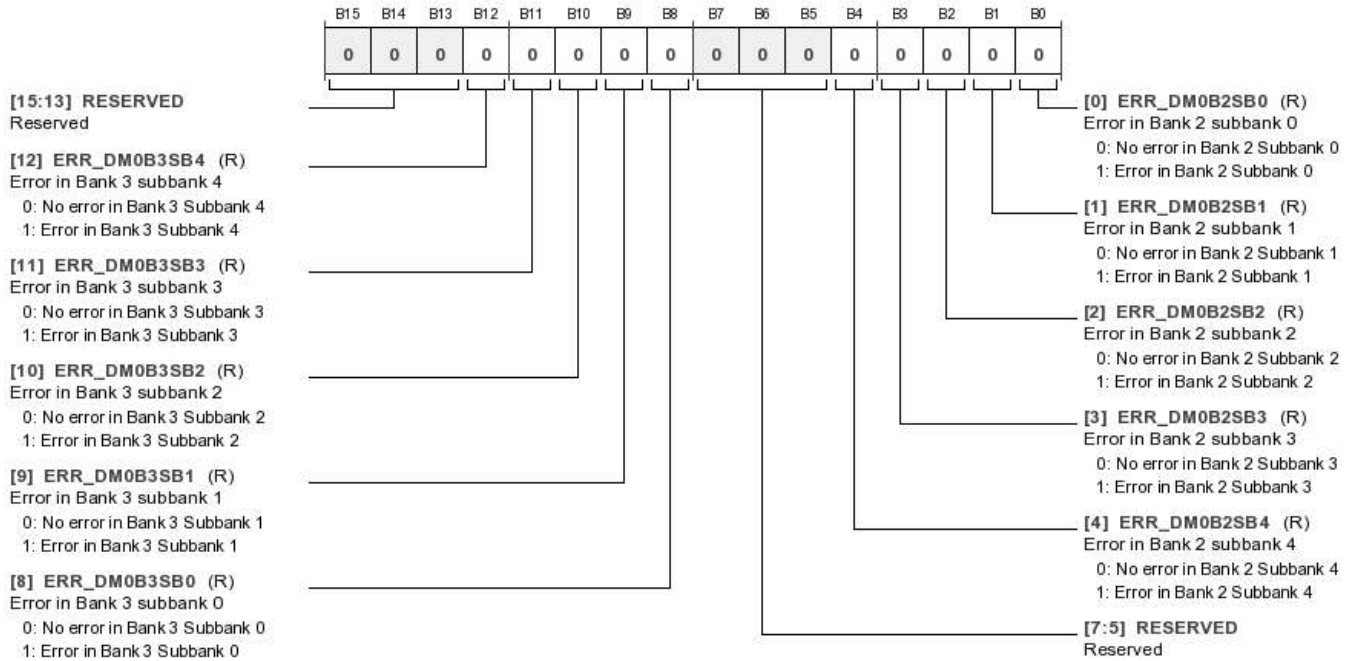 B15 B14 B13 B12 B11 B10 B9 B8 B7 B6 B5 B4 B3 B2 B1 B0
0 0 0 0 0 0 0 0 0 0 0 0 0 0 0 0
[15:13] RESERVED
Reserved
[12] ERR_DM0B3SB4 (R)
Error in Bank 3 subbank 4
0: No error in Bank 3 Subbank 4
1: Error in Bank 3 Subbank 4
[11] ERR_DM0B3SB3 (R)
Error in Bank 3 subbank 3
0: No error in Bank 3 Subbank 3
1: Error in Bank 3 Subbank 3
[10] ERR_DM0B3SB2 (R)
Error in Bank 3 subbank 2
0: No error in Bank 3 Subbank 2
1: Error in Bank 3 Subbank 2
[9] ERR_DM0B3SB1 (R)
Error in Bank 3 subbank 1
0: No error in Bank 3 Subbank 1
1: Error in Bank 3 Subbank 1
[8] ERR_DM0B3SB0 (R)
Error in Bank 3 subbank 0
0: No error in Bank 3 Subbank 0
1: Error in Bank 3 Subbank 0
[0] ERR_DM0B2SB0 (R)
Error in Bank 2 subbank 0
0: No error in Bank 2 Subbank 0
1: Error in Bank 2 Subbank 0
[1] ERR_DM0B2SB1 (R)
Error in Bank 2 subbank 1
0: No error in Bank 2 Subbank 1
1: Error in Bank 2 Subbank 1
[2] ERR_DM0B2SB2 (R)
Error in Bank 2 subbank 2
0: No error in Bank 2 Subbank 2
1: Error in Bank 2 Subbank 2
[3] ERR_DM0B2SB3 (R)
Error in Bank 2 subbank 3
0: No error in Bank 2 Subbank 3
1: Error in Bank 2 Subbank 3
[4] ERR_DM0B2SB4 (R)
Error in Bank 2 subbank 4
0: No error in Bank 2 Subbank 4
1: Error in Bank 2 Subbank 4
[7:5] RESERVED
Reserved